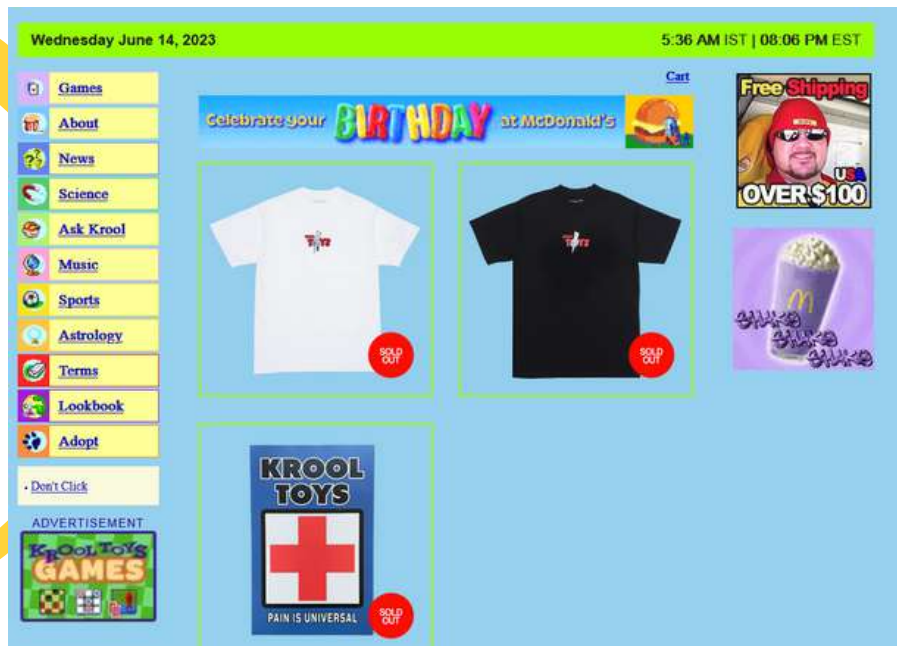 Wednesday June 14, 2023
5:36 AM IST | 08:06 PM EST
Games
About
News
Science
Ask Krool
Music
Sports
Astrology
Terms
Lookbook
Adopt
Don't Click
ADVERTISEMENT
KROOL TOYS
GAMES
Cart
Celebrate your BIRTHDAY at McDonald's
TOYS
SOLD
OUT
TOYS
SOLD
OUT
KROOL
TOYS
PAIN IS UNIVERSAL
SOLD
OUT
Free Shipping
USA
OVER $100
SHAKE
SHAKE
SHAKE